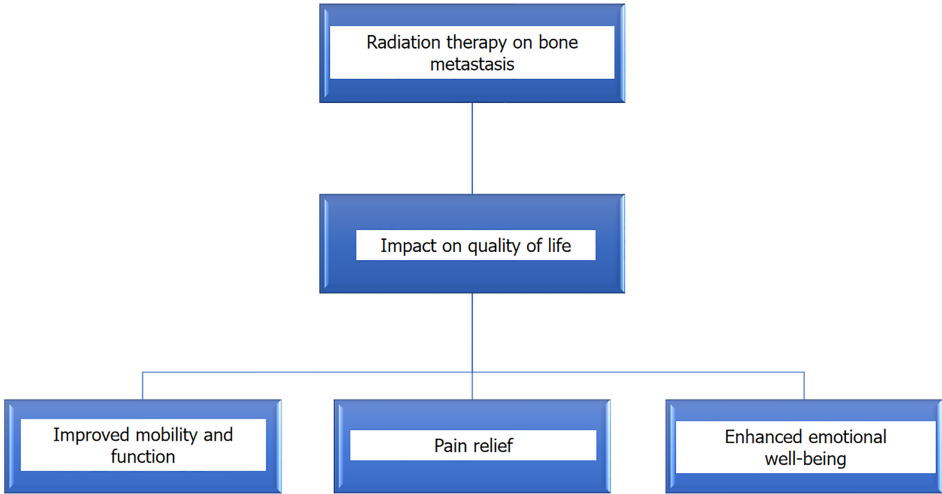 Radiation therapy on bone
metastasis
Impact on quality of life
Improved mobility and
function
Pain relief
Enhanced emotional
well-being